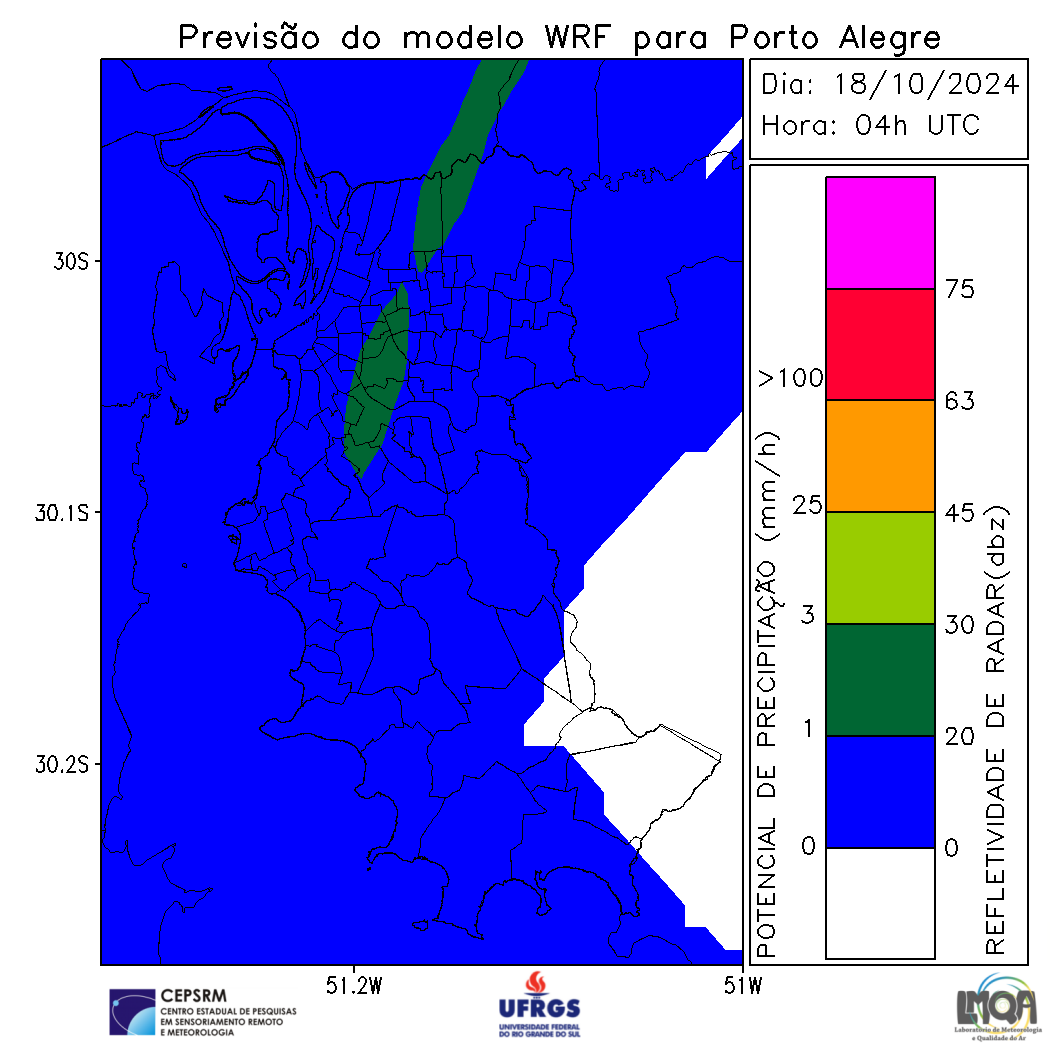 Previsão do modelo WRF para Porto Alegre
Dia: 18/10/2024
Hora: 04h UTC
30S
30.1S
30.2S
51.2W
51W
POTENCIAL DE PRECIPITAÇÃO (mm/h)
>100
25
3
1
0
75
63
45
30
20
0
REFLETIVIDADE DE RADAR(dbz)
CEPSRM
CENTRO ESTADUAL DE PESQUISAS
EM SENSORIAMENTO REMOTO
E METEOROLOGIA
UFRGS
UNIVERSIDADE FEDERAL
DO RIO GRANDE DO SUL
LMQA
Laboratório de Meteorologia
e Qualidade do Ar